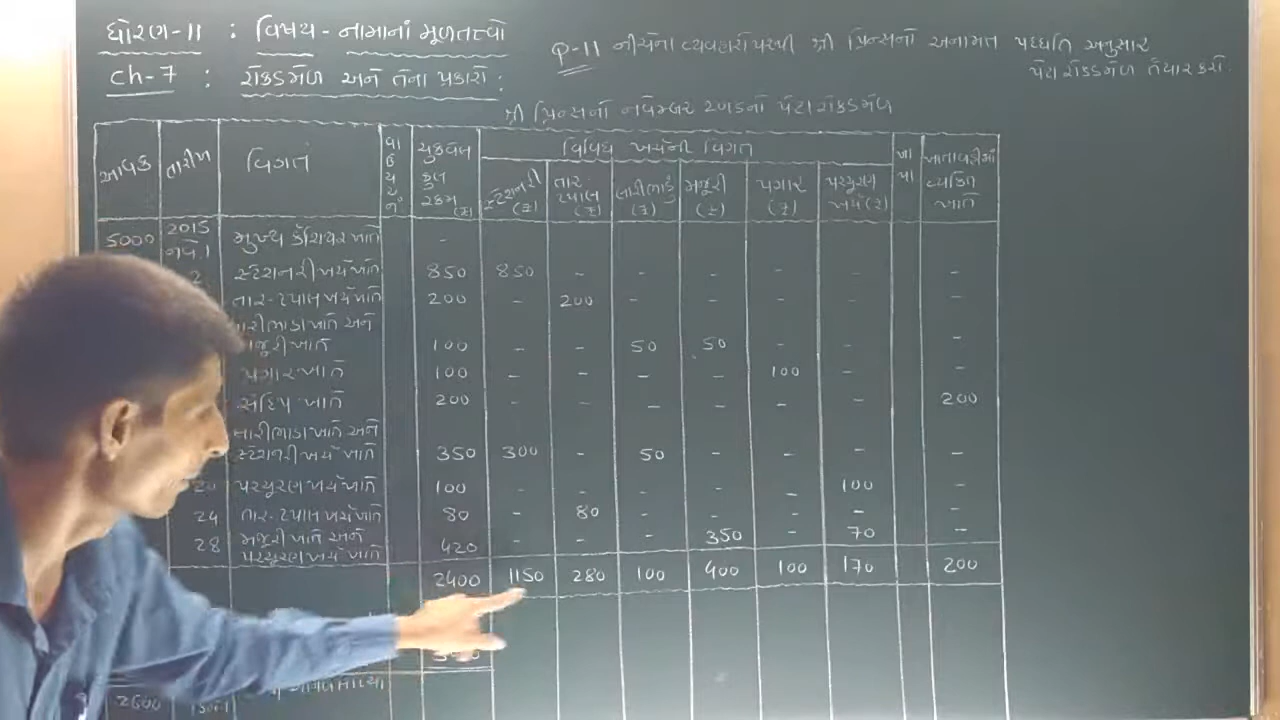 ધોરણ-11 : વિષય - નામાનાં મૂળતત્ત્વો
Ch-7 : રોકડમેળ અને તેના પ્રકારો :
P-11 નીચેના વ્યવહારો પરથી શ્રી પ્રિન્સનો અનામત પધ્ધતિ અનુસાર
પેટા રોકડમેળ તૈયાર કરો.
શ્રી પ્રિન્સનો નવેમ્બર 2015નો પેટા રોકડમેળ
આવક તારીખ વિગત વાઉચર નં. ચુકવેલ કુલ રકમ (રૂ) વિવિધ ખર્ચની વિગત ખા પા ખાતાવહીમાં વ્યક્તિ ખાતે
સ્ટેશનરી (રૂ) તાર ટપાલ (રૂ) લારીભાડું (રૂ) મજૂરી (રૂ) પગાર (રૂ) પરચુરણ ખર્ચ (રૂ)
5000 2015 નવે.1 મુખ્ય કેશિયર ખાતે -
2 સ્ટેશનરી ખર્ચ ખાતે 850 850 - - - - - -
તાર-ટપાલ ખર્ચ ખાતે 200 - 200 - - - - -
લારીભાડા ખાતે અને
મજૂરી ખાતે 100 - - 50 50 - - -
પગાર ખાતે 100 - - - - 100 -
સંદિપ ખાતે 200 - - - - - - 200
લારીભાડા ખાતે અને
સ્ટેશનરી ખર્ચ ખાતે 350 300 - 50 - - - -
20 પરચુરણ ખર્ચ ખાતે 100 - - - - - 100 -
24 તાર-ટપાલ ખર્ચ ખાતે 80 - 80 - - - - -
28 મજૂરી ખાતે અને 420 - - - 350 - 70 -
પરચુરણ ખર્ચ ખાતે
2400 1150 280 100 400 100 170 200
2600